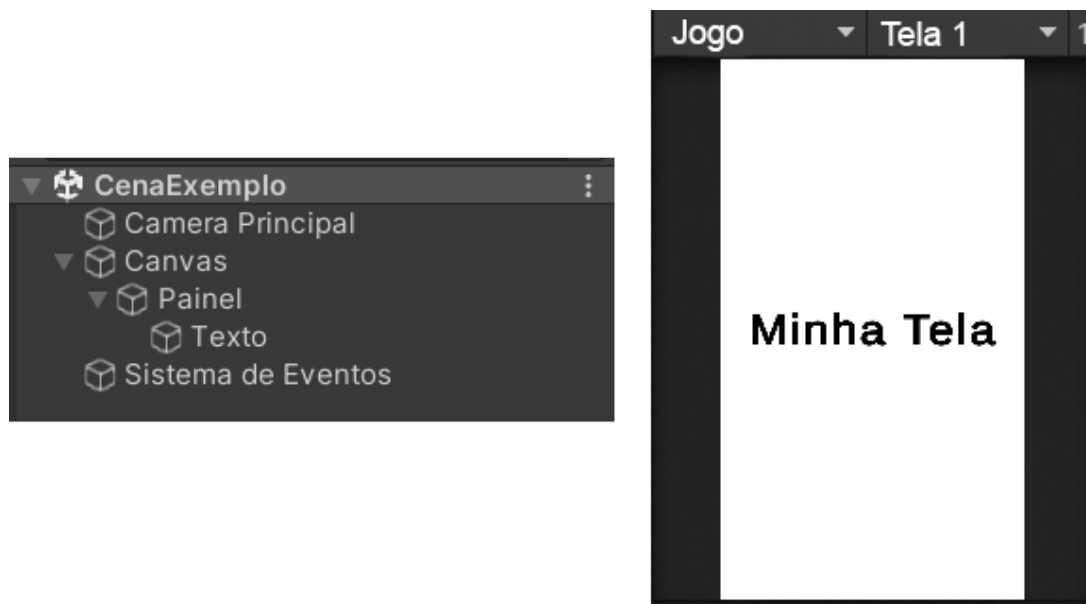 CenaExemplo
Camera Principal
Canvas
Painel
Texto
Sistema de Eventos
Jogo
Tela 1
Minha Tela